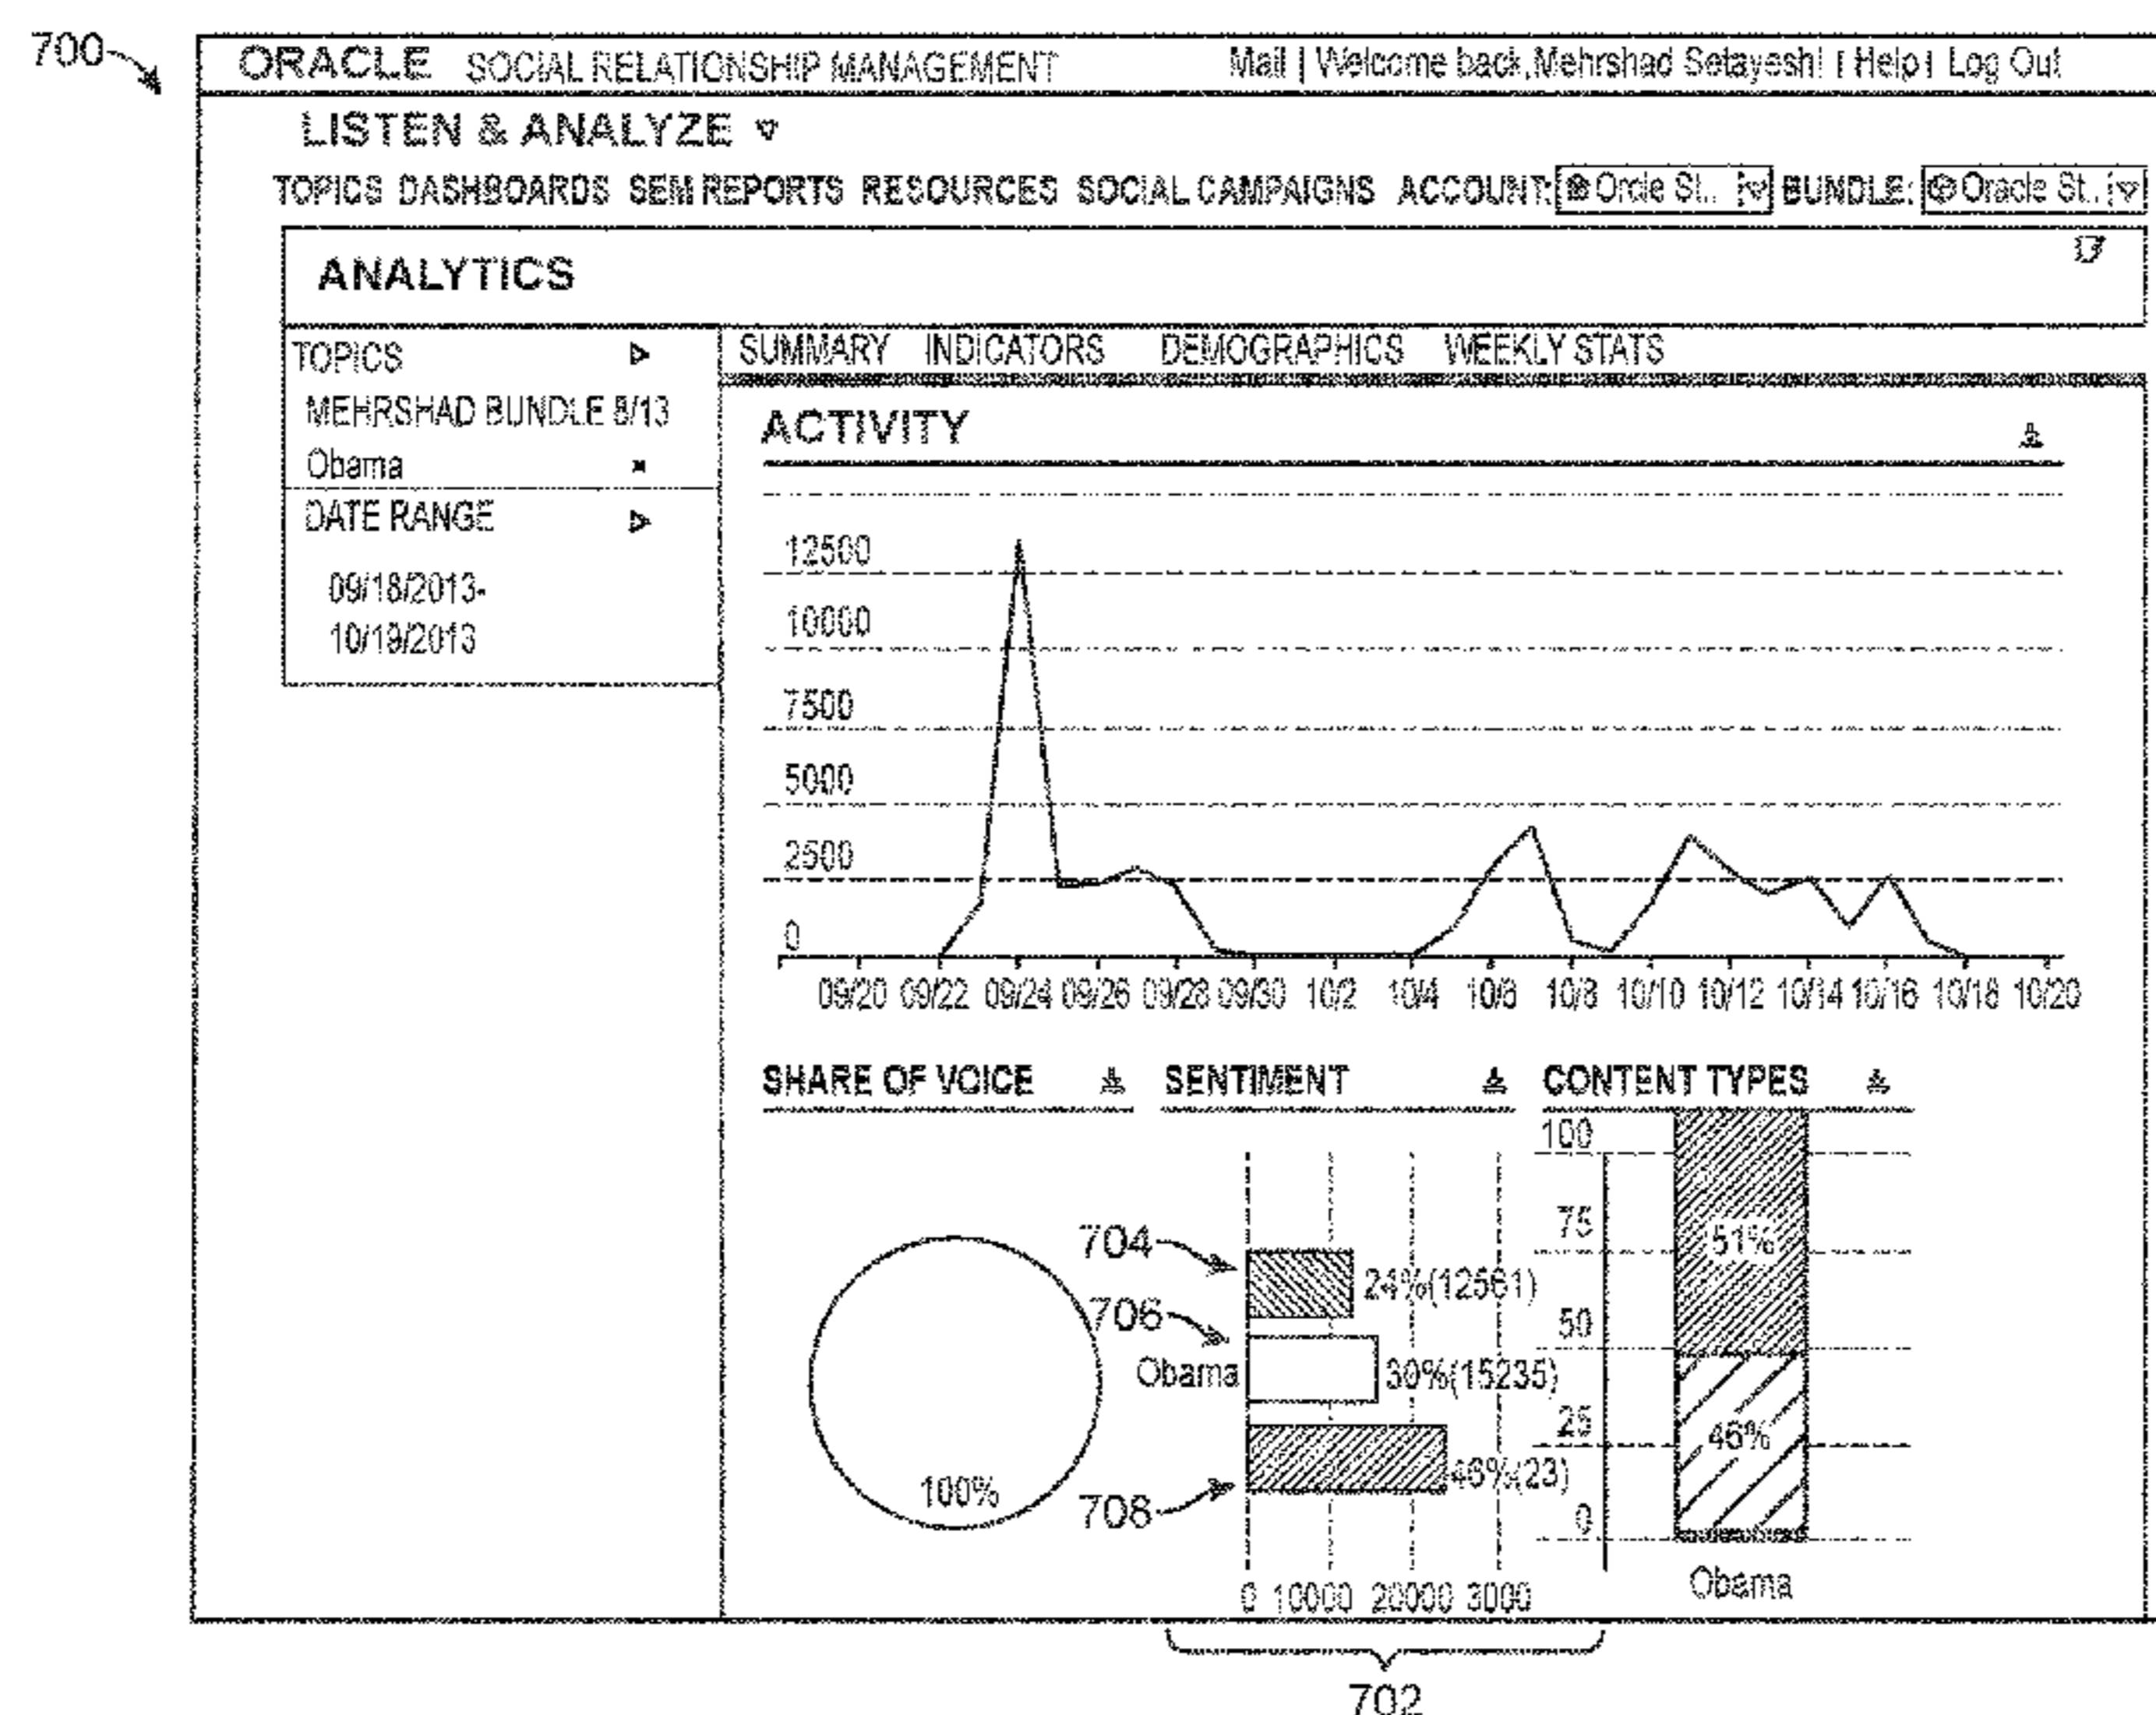 700
ORACLE SOCIAL RELATIONSHIP MANAGEMENT Mail | Welcome back,Mehrshad Setayesh! | Help | Log Out
LISTEN & ANALYZE
TOPICS DASHBOARDS SEM REPORTS RESOURCES SOCIAL CAMPAIGNS ACCOUNT: Orcle St.. BUNDLE: Oracle St..
ANALYTICS
TOPICS
MEHRSHAD BUNDLE 8/13
Obama
DATE RANGE
09/18/2013-
10/19/2013
SUMMARY INDICATORS DEMOGRAPHICS WEEKLY STATS
ACTIVITY
12500
10000
7500
5000
2500
0
09/20 09/22 09/24 09/26 09/28 09/30 10/2 10/4 10/6 10/8 10/10 10/12 10/14 10/16 10/18 10/20
SHARE OF VOICE
100%
SENTIMENT
704
24%(12561)
706
Obama 30%(15235)
46%(23)
708
0 10000 20000 3000
CONTENT TYPES
100
75
51%
50
25
46%
0
Obama
702